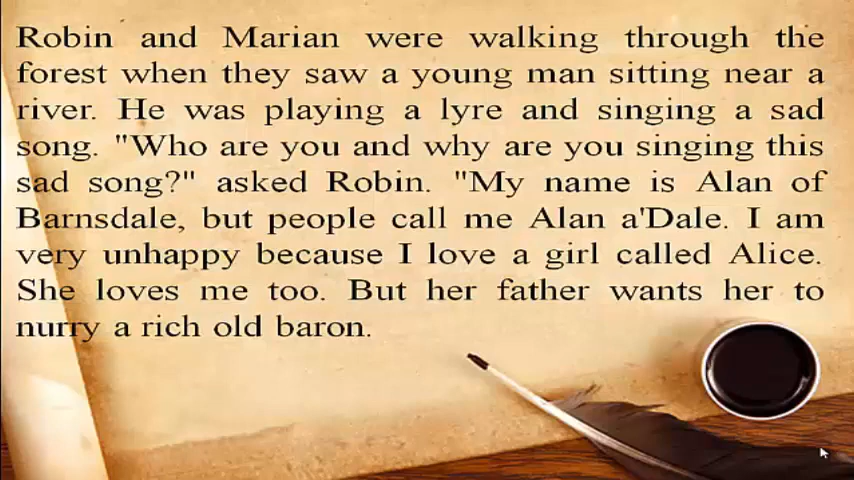 Robin and Marian were walking through the
forest when they saw a young man sitting near a
river. He was playing a lyre and singing a sad
song. "Who are you and why are you singing this
sad song?" asked Robin. "My name is Alan of
Barnsdale, but people call me Alan a'Dale. I am
very unhappy because I love a girl called Alice.
She loves me too. But her father wants her to
nurry a rich old baron.